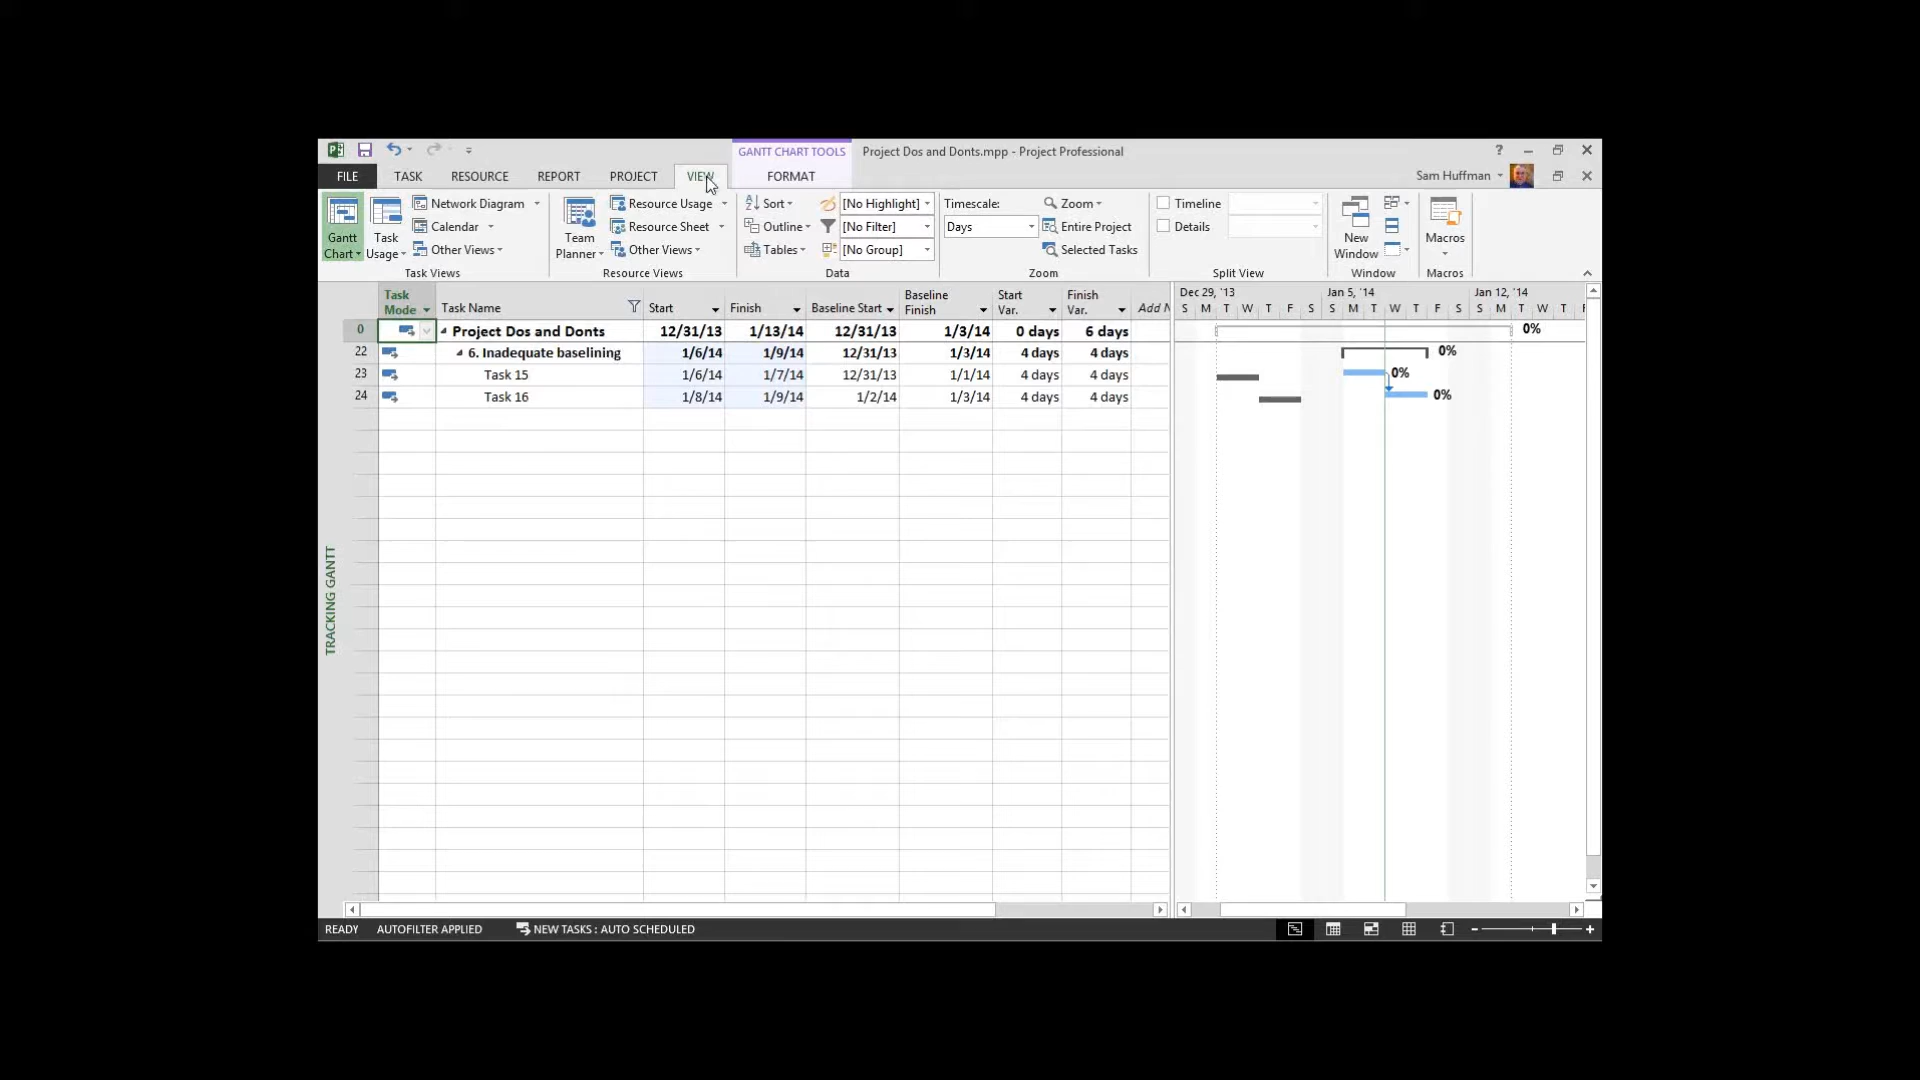 GANTT CHART TOOLS Project Dos and Donts.mpp - Project Professional ?
FILE TASK RESOURCE REPORT PROJECT VIEW FORMAT Sam Huffman
Gantt Chart Task Usage Network Diagram Calendar Other Views
Task Views
Team Planner Resource Usage Resource Sheet Other Views
Resource Views
Sort Outline Tables [No Highlight] [No Filter] [No Group]
Data
Timescale: Days Zoom Entire Project Selected Tasks
Zoom
Timeline Details
Split View
New Window
Window
Macros
Macros
Task Mode Task Name Start Finish Baseline Start Baseline Finish Start Var. Finish Var. Add N
Dec 29, '13 Jan 5, '14 Jan 12, '14
S M T W T F S S M T W T F S S M T W T F
0 Project Dos and Donts 12/31/13 1/13/14 12/31/13 1/3/14 0 days 6 days 0%
22 6. Inadequate baselining 1/6/14 1/9/14 12/31/13 1/3/14 4 days 4 days 0%
23 Task 15 1/6/14 1/7/14 12/31/13 1/1/14 4 days 4 days 0%
24 Task 16 1/8/14 1/9/14 1/2/14 1/3/14 4 days 4 days 0%
TRACKING GANTT
READY AUTOFILTER APPLIED NEW TASKS : AUTO SCHEDULED